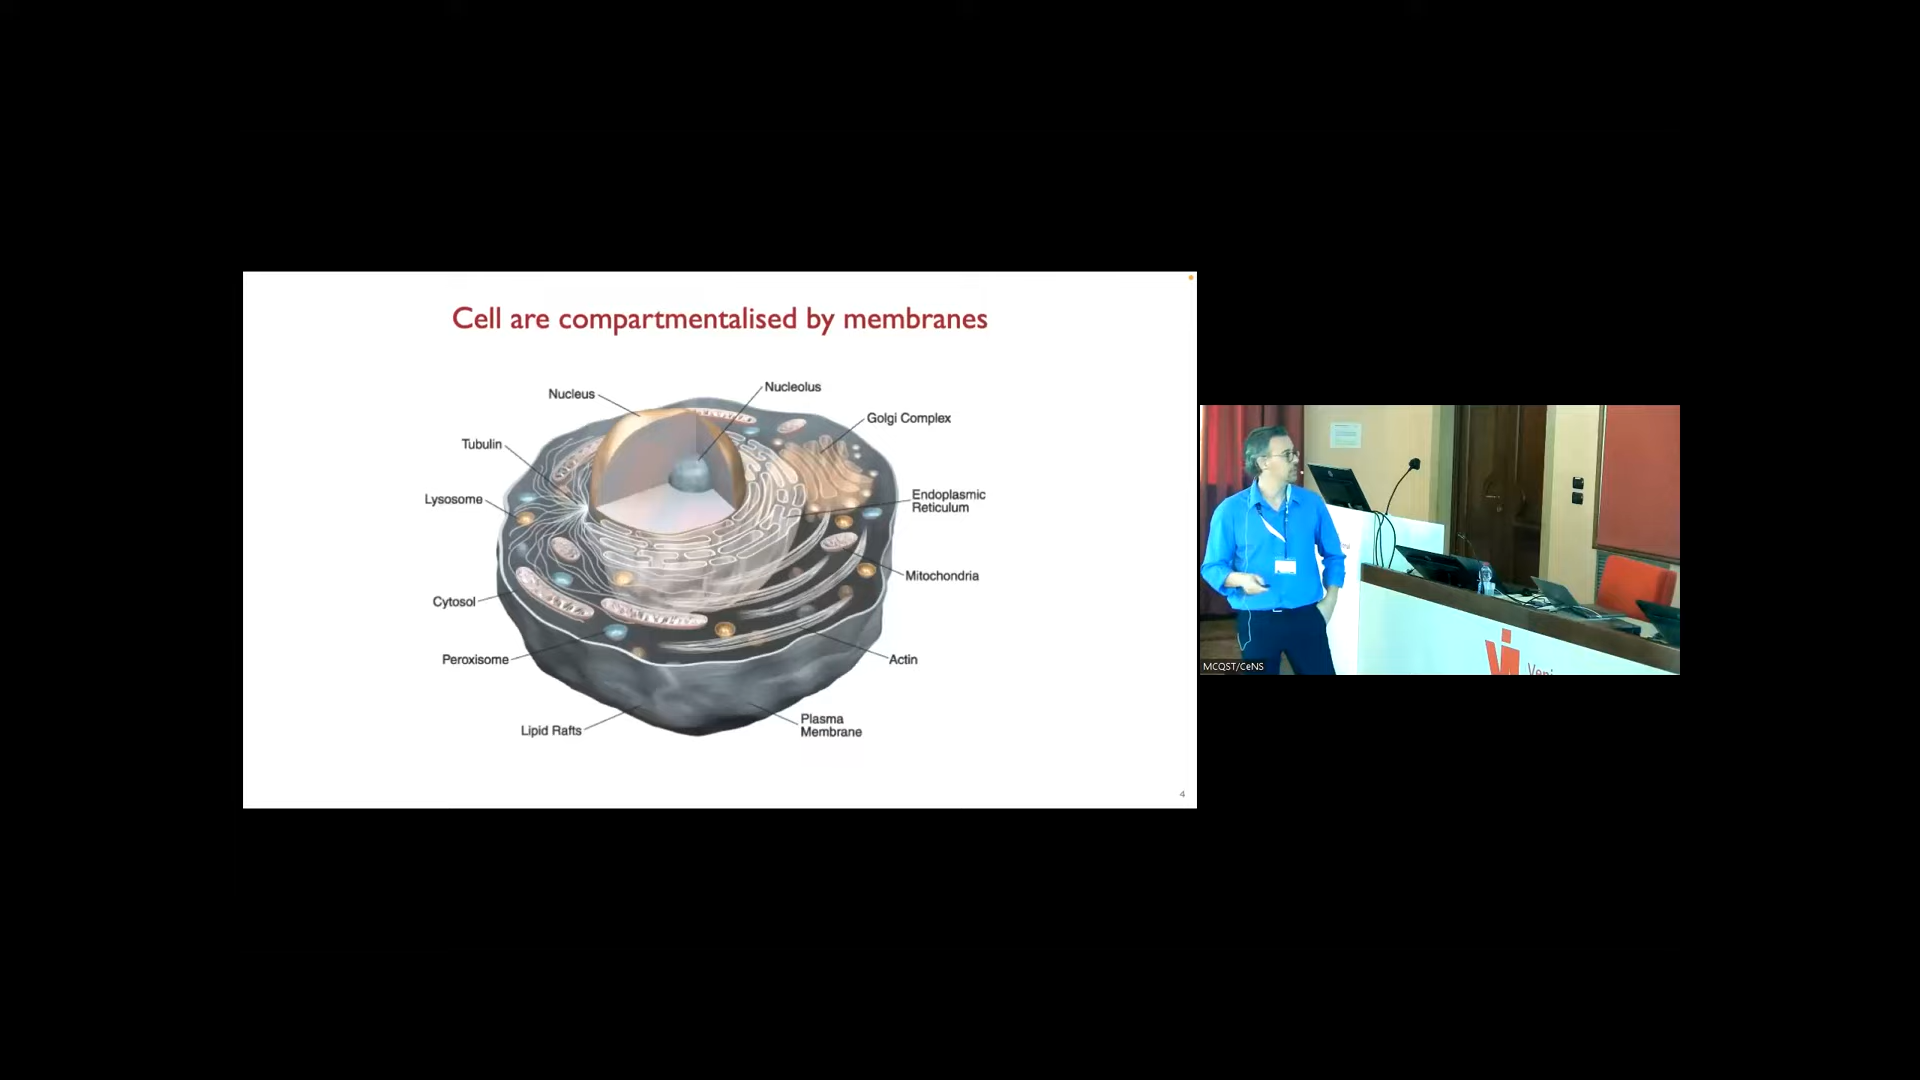 Cell are compartmentalised by membranes
Nucleus
Nucleolus
Golgi Complex
Tubulin
Lysosome
Endoplasmic
Reticulum
Mitochondria
Cytosol
Peroxisome
Actin
Lipid Rafts
Plasma
Membrane
4
MCQST/CeNS